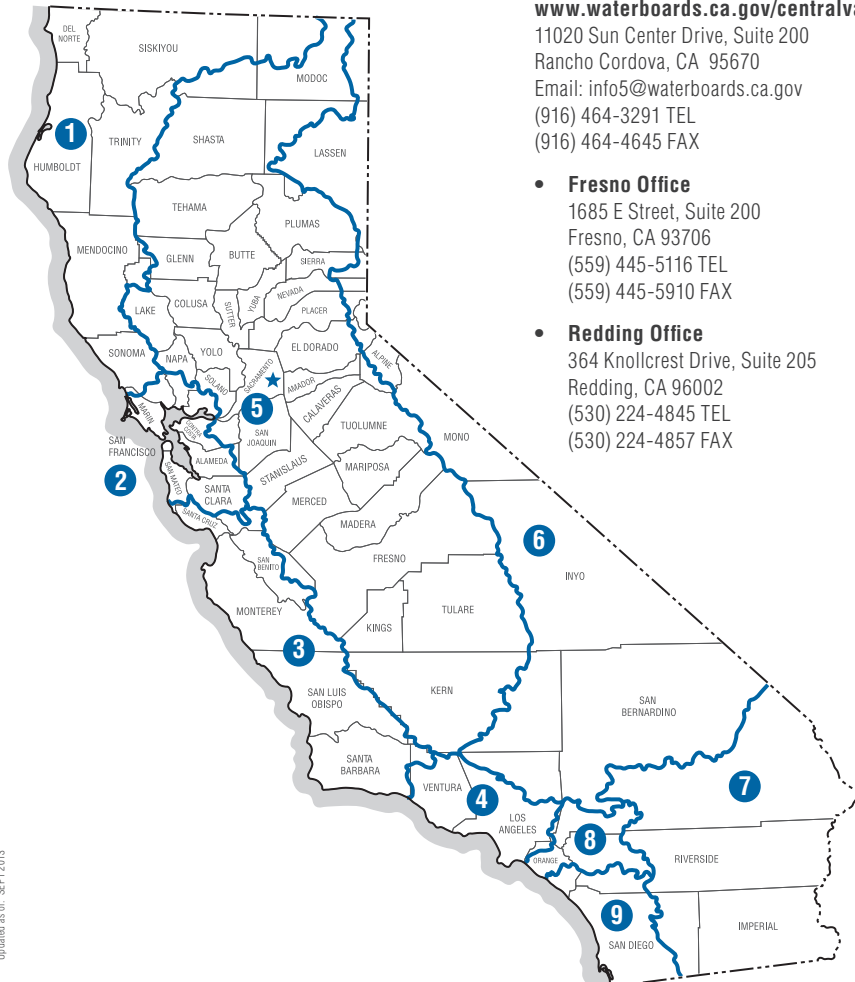 www.waterboards.ca.gov/centralva
11020 Sun Center Drive, Suite 200
Rancho Cordova, CA 95670
Email: info5@waterboards.ca.gov
(916) 464-3291 TEL
(916) 464-4645 FAX
• Fresno Office
1685 E Street, Suite 200
Fresno, CA 93706
(559) 445-5116 TEL
(559) 445-5910 FAX
• Redding Office
364 Knollcrest Drive, Suite 205
Redding, CA 96002
(530) 224-4845 TEL
(530) 224-4857 FAX
DEL
NORTE
SISKIYOU
MODOC
1
TRINITY
SHASTA
LASSEN
HUMBOLDT
TEHAMA
PLUMAS
MENDOCINO
GLENN
BUTTE
SIERRA
LAKE
COLUSA
SUTTER
YUBA
NEVADA
PLACER
SONOMA
NAPA
YOLO
EL DORADO
ALPINE
SOLANO
SACRAMENTO
AMADOR
MARIN
5
CALAVERAS
TUOLUMNE
MONO
SAN
FRANCISCO
CONTRA
COSTA
SAN
JOAQUIN
2
SAN MATEO
ALAMEDA
STANISLAUS
MARIPOSA
SANTA
CLARA
MERCED
SANTA CRUZ
MADERA
6
SAN
BENITO
FRESNO
INYO
MONTEREY
KINGS
TULARE
3
SAN LUIS
OBISPO
KERN
SAN
BERNARDINO
SANTA
BARBARA
VENTURA
4
7
LOS
ANGELES
8
ORANGE
RIVERSIDE
9
SAN DIEGO
IMPERIAL
Updated as of: SEPT 2013